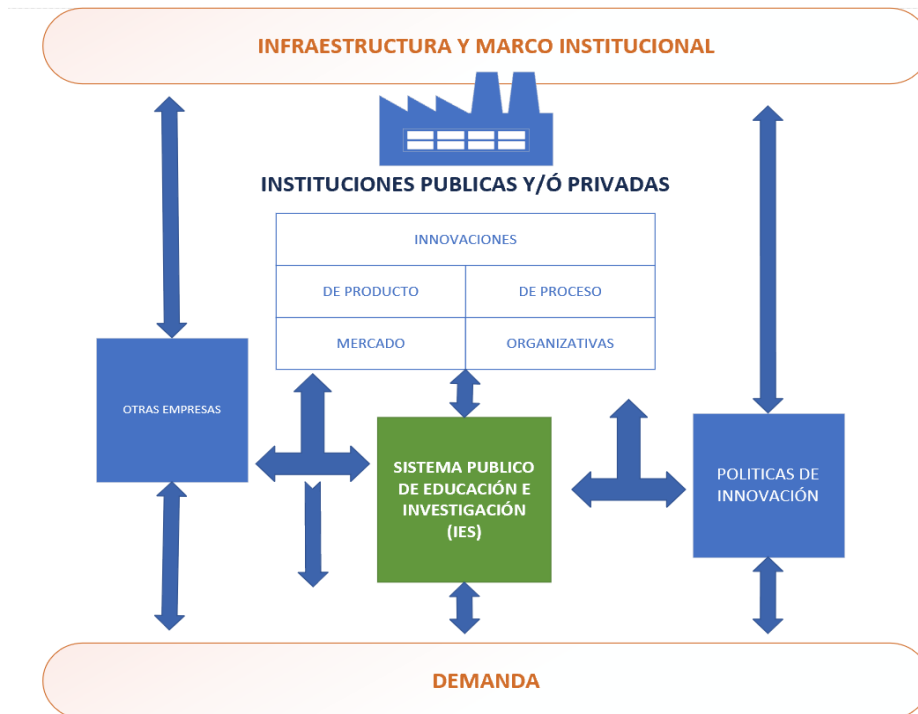 INFRAESTRUCTURA Y MARCO INSTITUCIONAL
INSTITUCIONES PUBLICAS Y/Ó PRIVADAS
INNOVACIONES
DE PRODUCTO
DE PROCESO
MERCADO
ORGANIZATIVAS
OTRAS EMPRESAS
SISTEMA PUBLICO
DE EDUCACIÓN E
INVESTIGACIÓN
(IES)
POLITICAS DE
INNOVACIÓN
DEMANDA